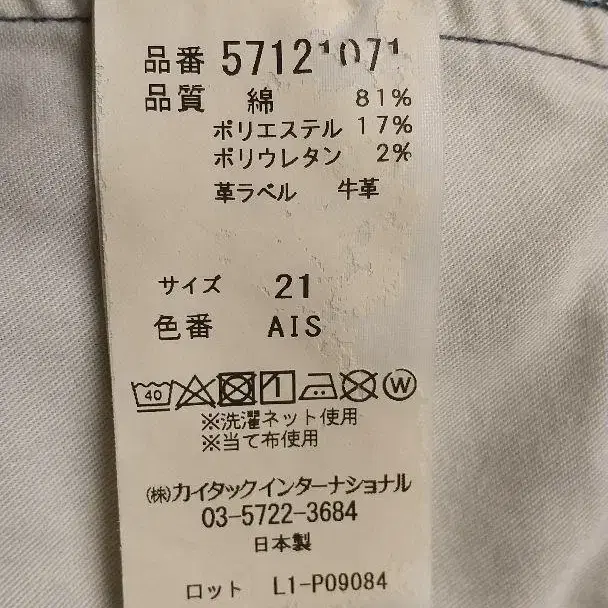 品番 57121071
品質 綿 81%
ポリエステル 17%
ポリウレタン 2%
革ラベル 牛革
サイズ 21
色番 AIS
40 W
※洗濯ネット使用
※当て布使用
㈱カイタックインターナショナル
03-5722-3684
日本製
ロット L1-P09084